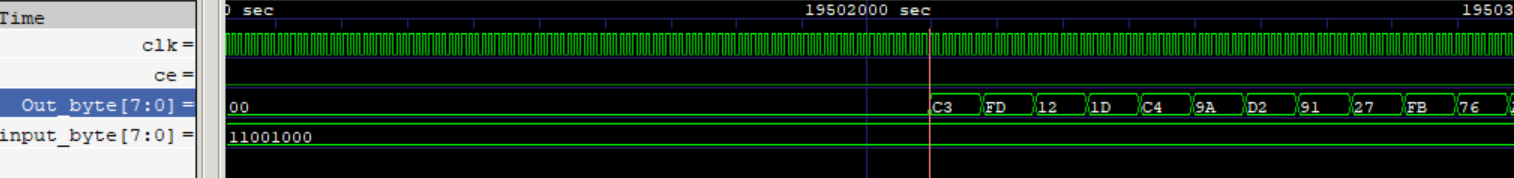 Time
0 sec 19502000 sec 19503
clk=
ce=
Out_byte[7:0]= 00 C3 FD 12 1D C4 9A D2 91 27 FB 76
input_byte[7:0]= 11001000